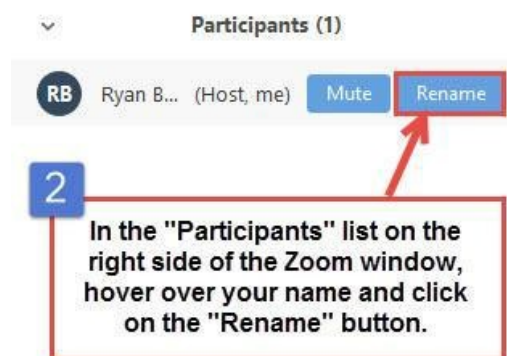 Participants (1)
RB Ryan B... (Host, me) Mute Rename
2
In the "Participants" list on the
right side of the Zoom window,
hover over your name and click
on the "Rename" button.